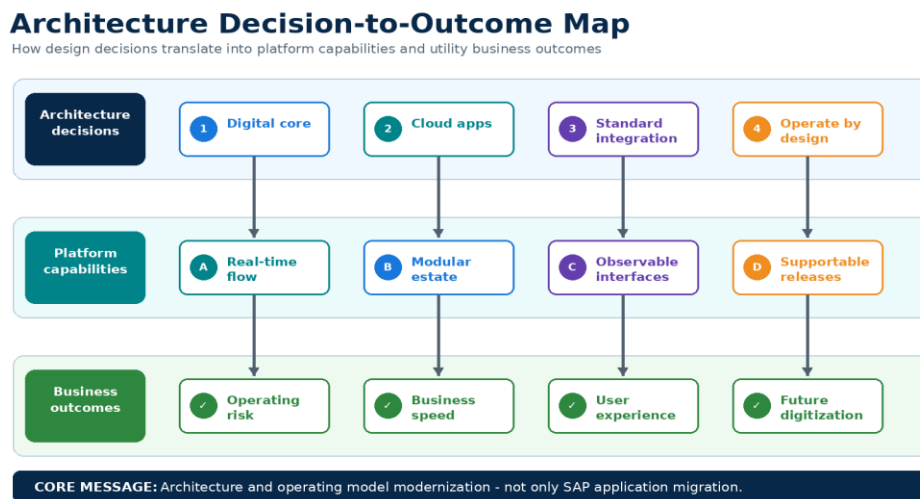 Architecture Decision-to-Outcome Map
How design decisions translate into platform capabilities and utility business outcomes
Architecture
decisions
1 Digital core
2 Cloud apps
3 Standard
integration
4 Operate by
design
Platform
capabilities
A Real-time
flow
B Modular
estate
C Observable
interfaces
D Supportable
releases
Business
outcomes
✓ Operating
risk
✓ Business
speed
✓ User
experience
✓ Future
digitization
CORE MESSAGE: Architecture and operating model modernization - not only SAP application migration.